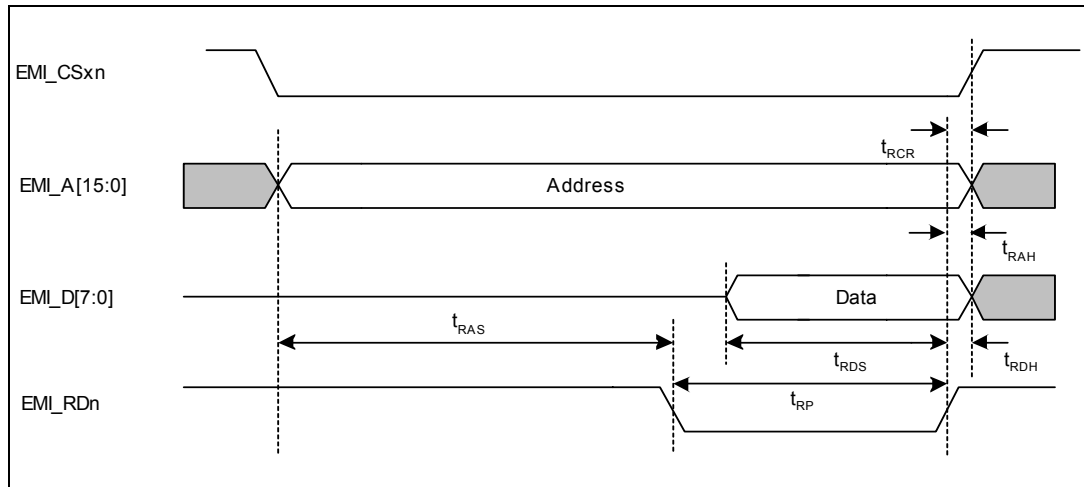 EMI_CSxn
tRCR
EMI_A[15:0]
Address
tRAH
EMI_D[7:0]
Data
tRAS
tRDS
tRDH
EMI_RDn
tRP